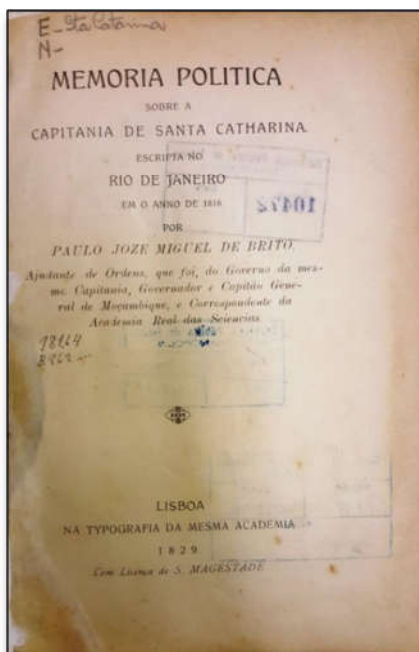 E- Sta Catarina
N-
MEMORIA POLITICA
SOBRE A
CAPITANIA DE SANTA CATHARINA.
ESCRIPTA NO
RIO DE JANEIRO
EM O ANNO DE 1816
POR
PAULO JOZE MIGUEL DE BRITO.
Ajudante de Ordens, que foi, do Governo da mes-
ma Capitania, Governador e Capitão Gene-
ral de Moçambique, e Correspondente da
Academia Real das Sciencias.
10472
LISBOA
NA TYPOGRAFIA DA MESMA ACADEMIA
1829
Com Licença de S. MAGESTADE